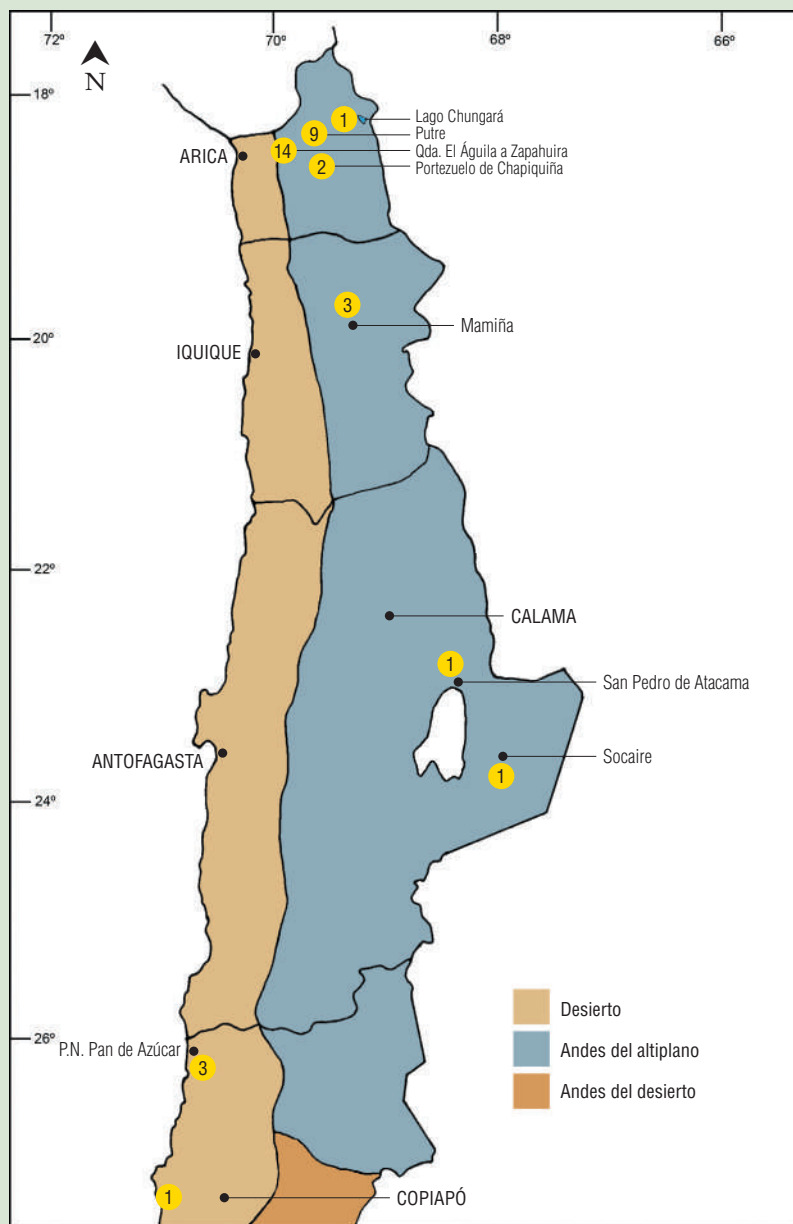 72º 70º 68º 66º
N
18º
1 Lago Chungará
9 Putre
14 Qda. El Águila a Zapahuira
ARICA
2 Portezuelo de Chapiquiña
3
Mamiña
20º
IQUIQUE
22º
CALAMA
1
San Pedro de Atacama
ANTOFAGASTA
Socaire
1
24º
Desierto
26º
P.N. Pan de Azúcar
Andes del altiplano
3
Andes del desierto
1
COPIAPÓ